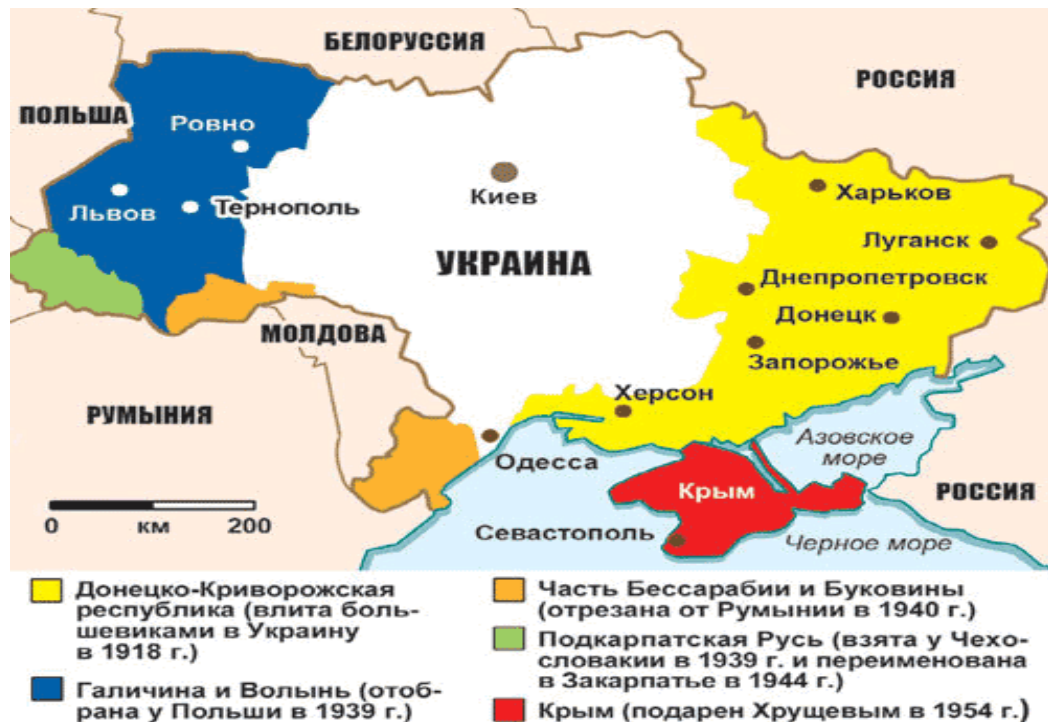 БЕЛОРУССИЯ
РОССИЯ
ПОЛЬША
Ровно
Киев
Харьков
Львов
Тернополь
Луганск
УКРАИНА
Днепропетровск
Донецк
МОЛДОВА
Запорожье
РУМЫНИЯ
Херсон
Азовское
море
Одесса
Крым
РОССИЯ
0 км 200
Севастополь
Черное море
Донецко-Криворожская
республика (влита боль-
шевиками в Украину
в 1918 г.)
Галичина и Волынь (отоб-
рана у Польши в 1939 г.)
Часть Бессарабии и Буковины
(отрезана от Румынии в 1940 г.)
Подкарпатская Русь (взята у Чехо-
словакии в 1939 г. и переименована
в Закарпатье в 1944 г.)
Крым (подарен Хрущевым в 1954 г.)